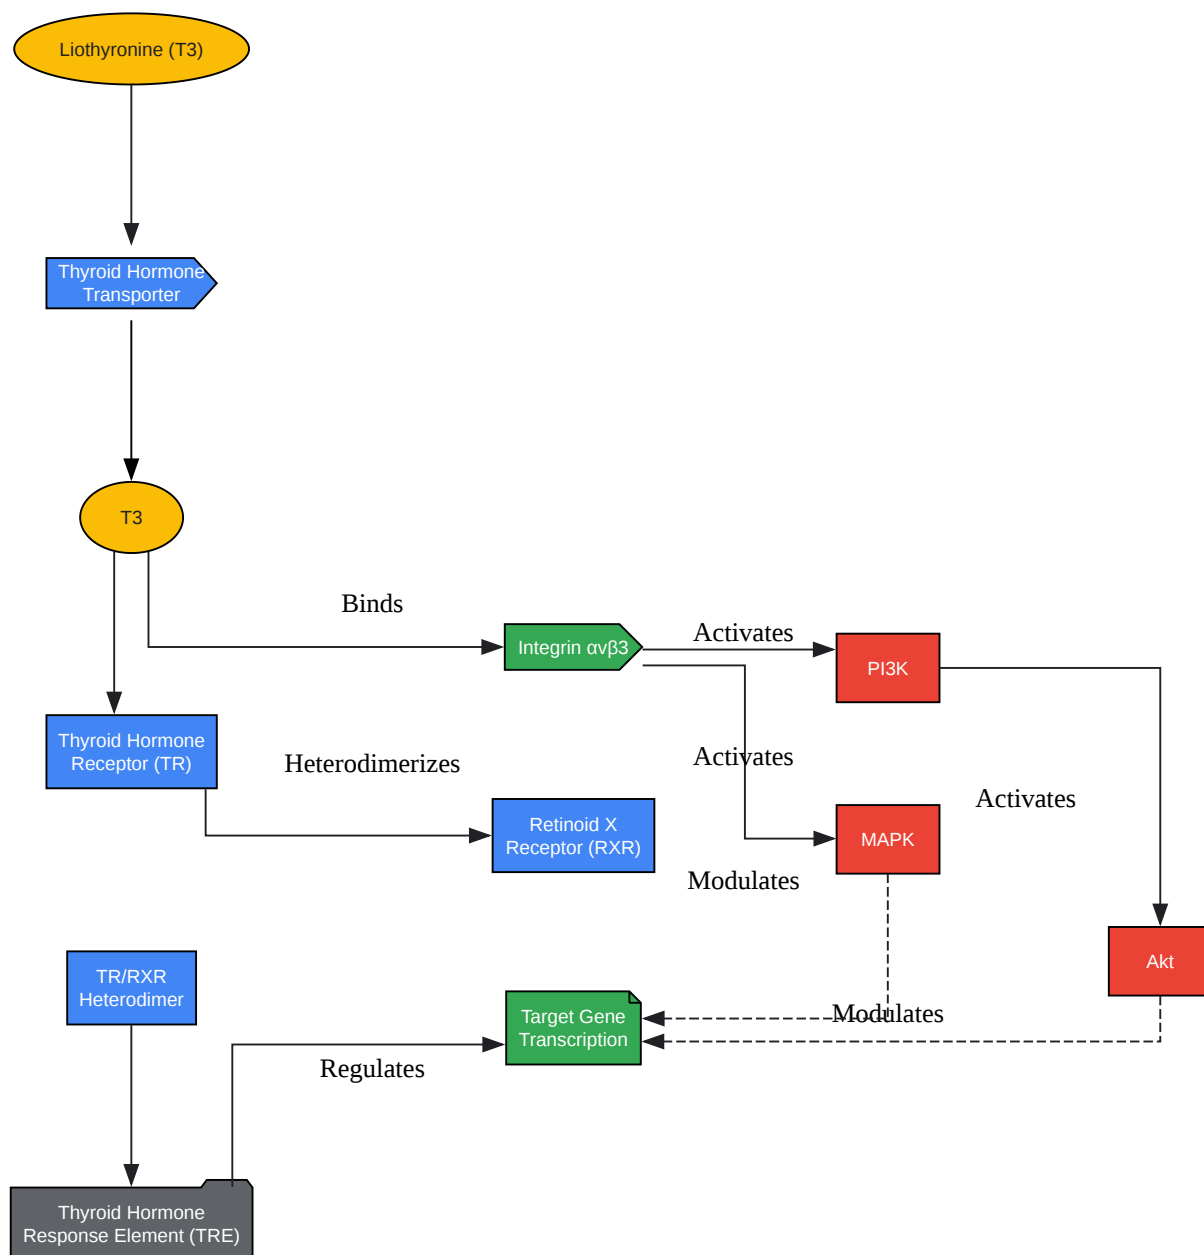 Liothyronine (T3)
Thyroid Hormone
Transporter
T3
Binds
Integrin αvβ3
Activates
PI3K
Thyroid Hormone
Receptor (TR)
Heterodimerizes
Activates
Retinoid X
Receptor (RXR)
MAPK
Activates
Modulates
TR/RXR
Heterodimer
Akt
Target Gene
Transcription
Modulates
Regulates
Thyroid Hormone
Response Element (TRE)